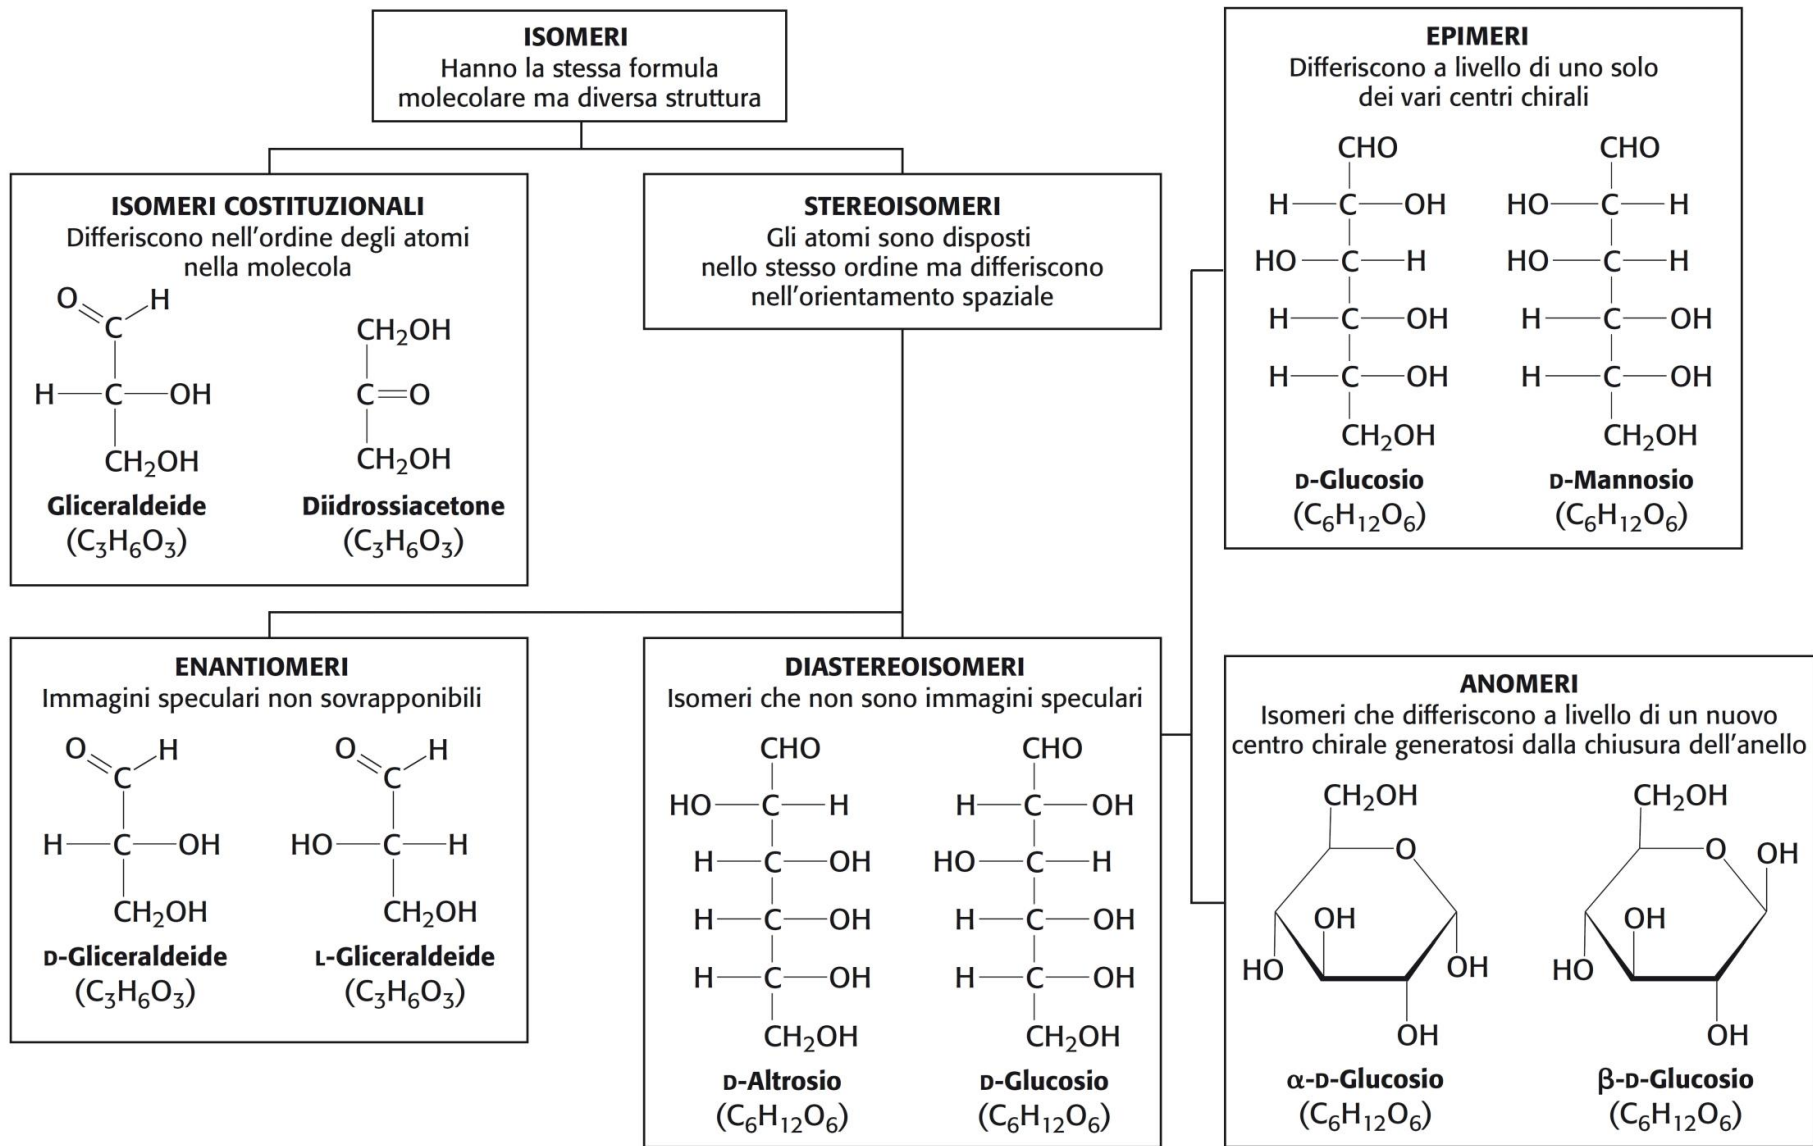 ISOMERI
Hanno la stessa formula
molecolare ma diversa struttura
ISOMERI COSTITUZIONALI
Differiscono nell'ordine degli atomi
nella molecola
O H
C
H C OH
CH₂OH
Gliceraldeide
(C₃H₆O₃)
CH₂OH
C O
CH₂OH
Diidrossiacetone
(C₃H₆O₃)
STEREOISOMERI
Gli atomi sono disposti
nello stesso ordine ma differiscono
nell'orientamento spaziale
ENANTIOMERI
Immagini speculari non sovrapponibili
O H
C
H C OH
CH₂OH
D-Gliceraldeide
(C₃H₆O₃)
O H
C
HO C H
CH₂OH
L-Gliceraldeide
(C₃H₆O₃)
DIASTEREOISOMERI
Isomeri che non sono immagini speculari
CHO
HO C H
H C OH
H C OH
H C OH
CH₂OH
D-Altrosio
(C₆H₁₂O₆)
CHO
H C OH
HO C H
H C OH
H C OH
CH₂OH
D-Glucosio
(C₆H₁₂O₆)
EPIMERI
Differiscono a livello di uno solo
dei vari centri chirali
CHO
H C OH
HO C H
H C OH
H C OH
CH₂OH
D-Glucosio
(C₆H₁₂O₆)
CHO
HO C H
HO C H
H C OH
H C OH
CH₂OH
D-Mannosio
(C₆H₁₂O₆)
ANOMERI
Isomeri che differiscono a livello di un nuovo
centro chirale generatosi dalla chiusura dell'anello
CH₂OH
O
OH
HO OH
OH
α-D-Glucosio
(C₆H₁₂O₆)
CH₂OH
O OH
OH
HO
OH
β-D-Glucosio
(C₆H₁₂O₆)